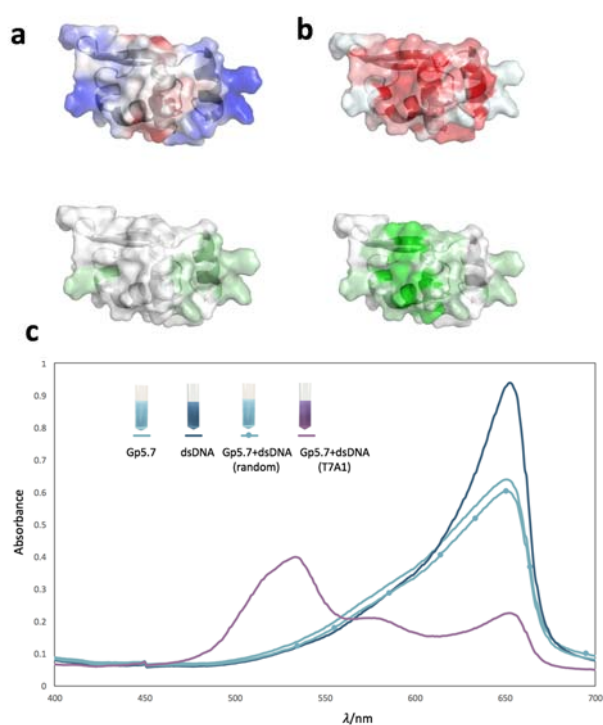 a
b
c
1
0.9
0.8
0.7
0.6
0.5
0.4
0.3
0.2
0.1
0
Absorbance
Gp5.7
dsDNA
Gp5.7+dsDNA
(random)
Gp5.7+dsDNA
(T7A1)
400
450
500
550
600
650
700
λ/nm